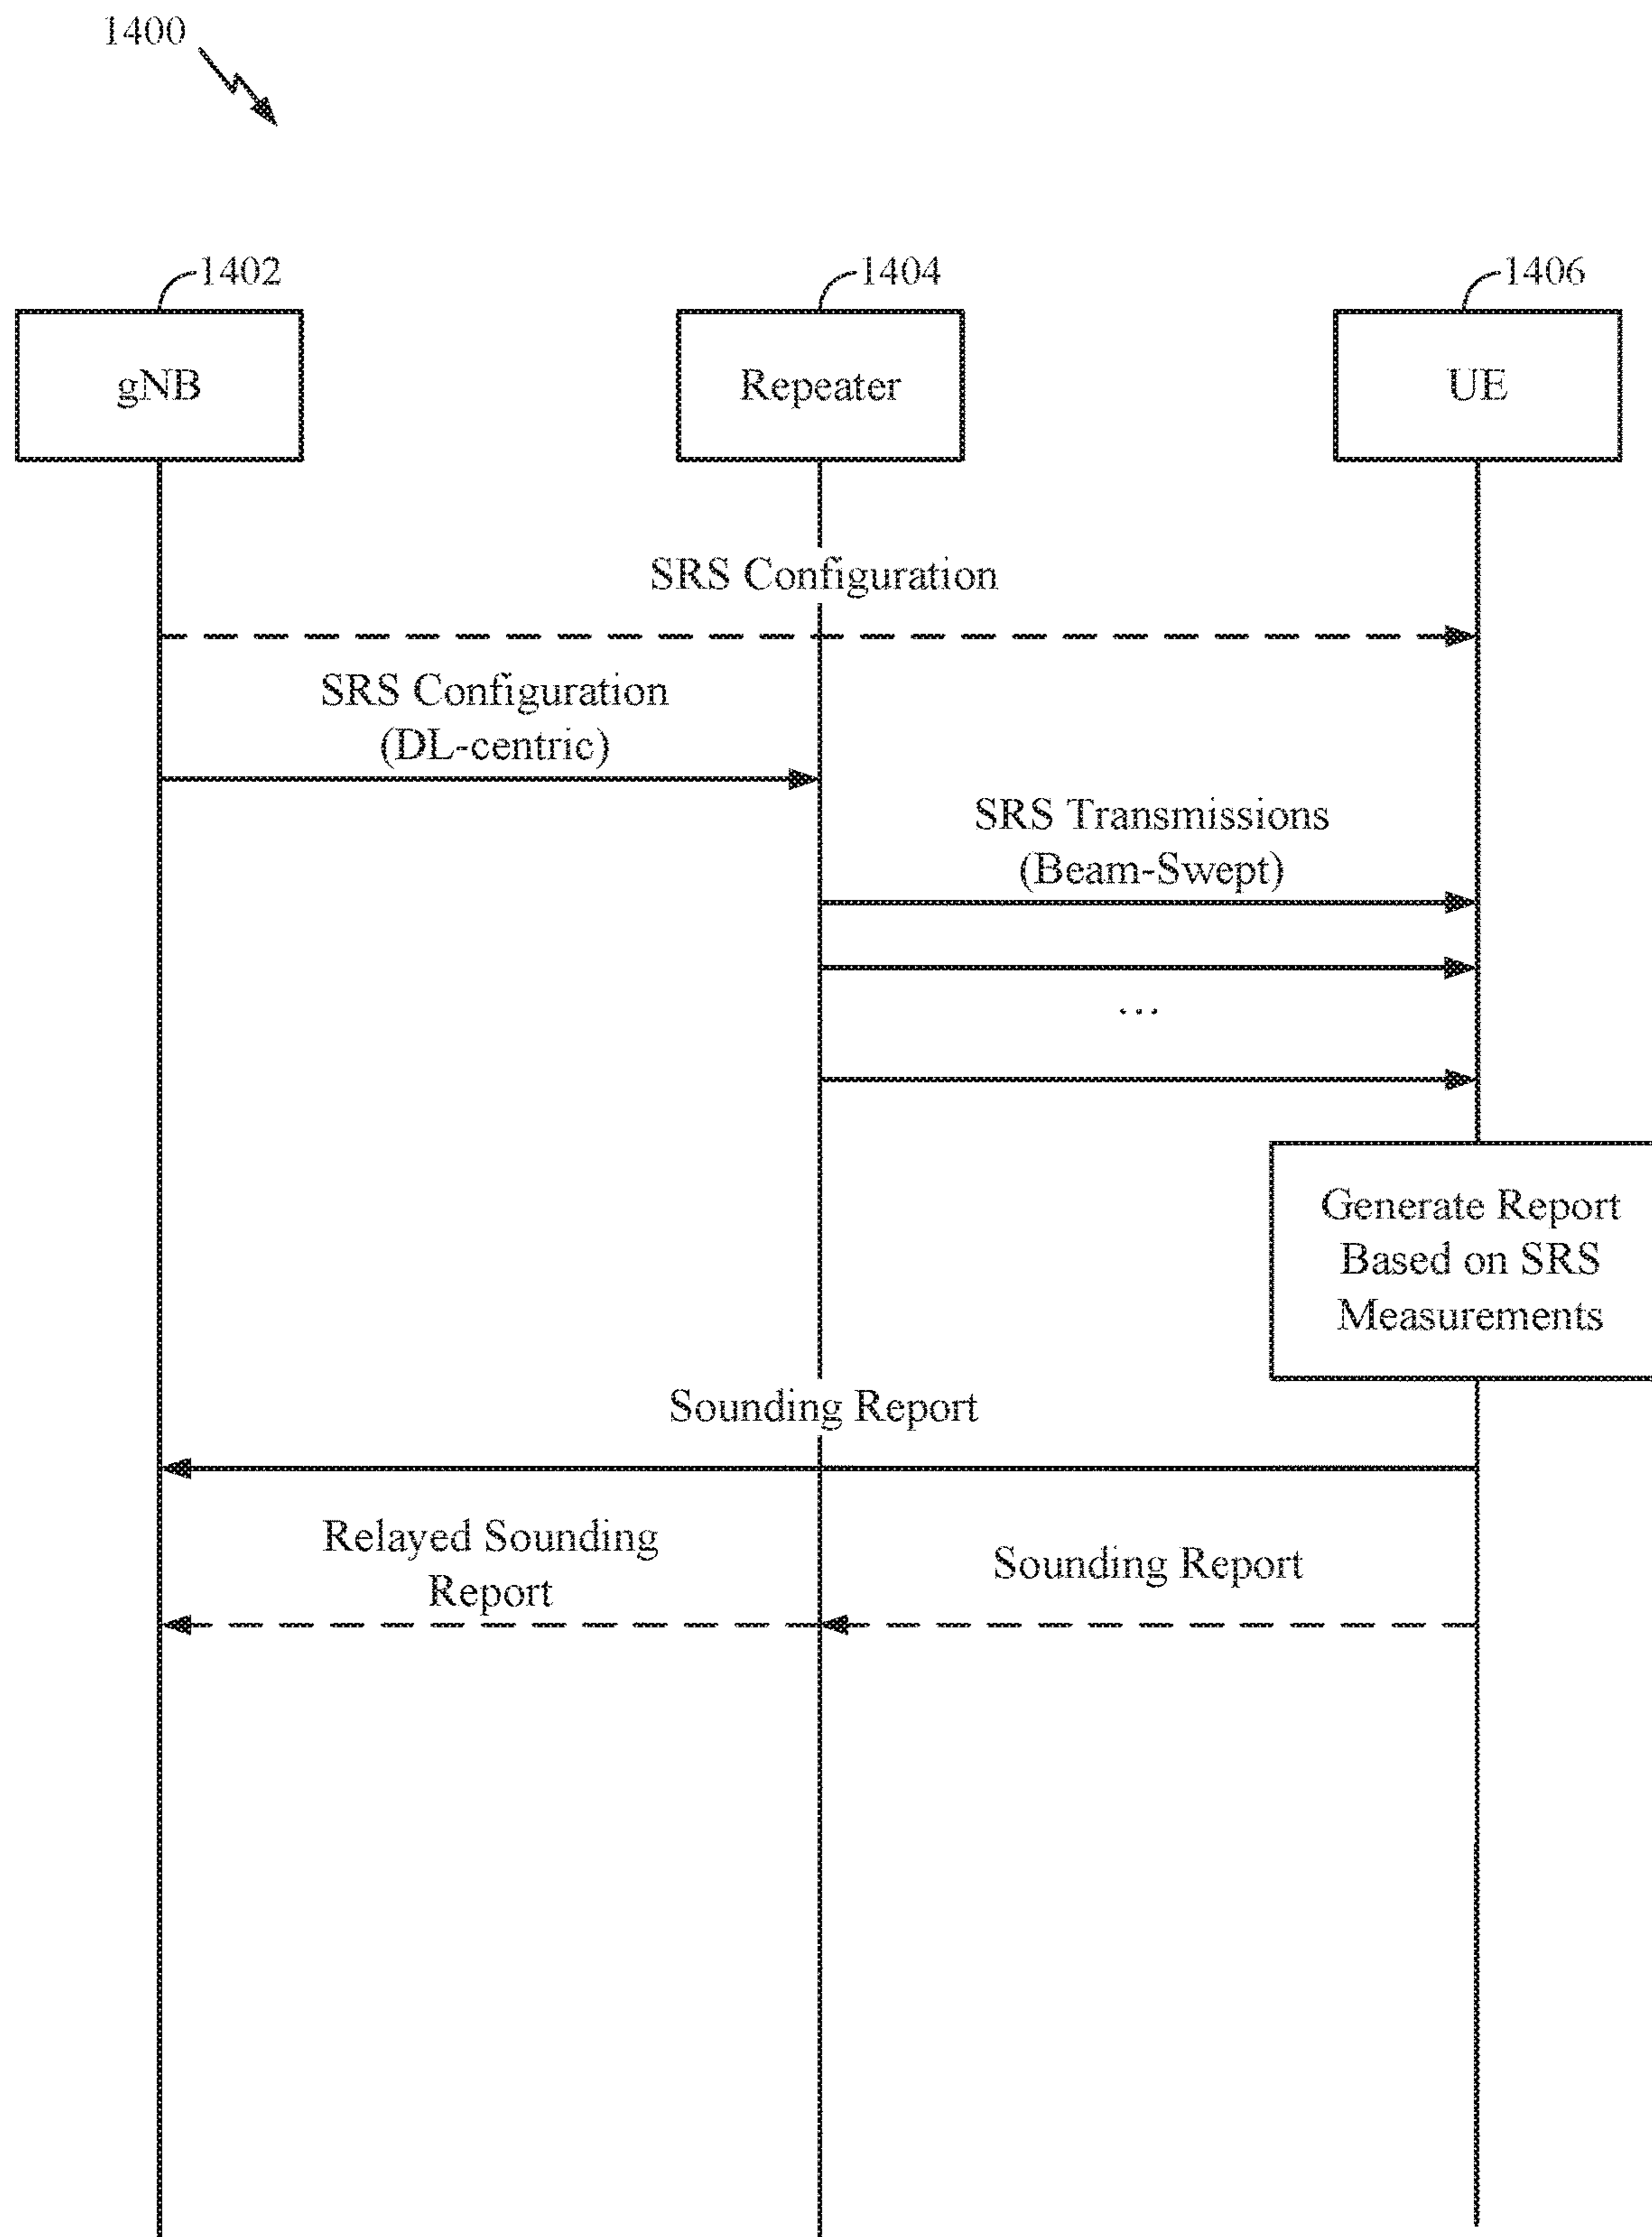 1400
1402
1404
1406
gNB
Repeater
UE
SRS Configuration
SRS Configuration
(DL-centric)
SRS Transmissions
(Beam-Swept)
...
Generate Report
Based on SRS
Measurements
Sounding Report
Relayed Sounding
Report
Sounding Report